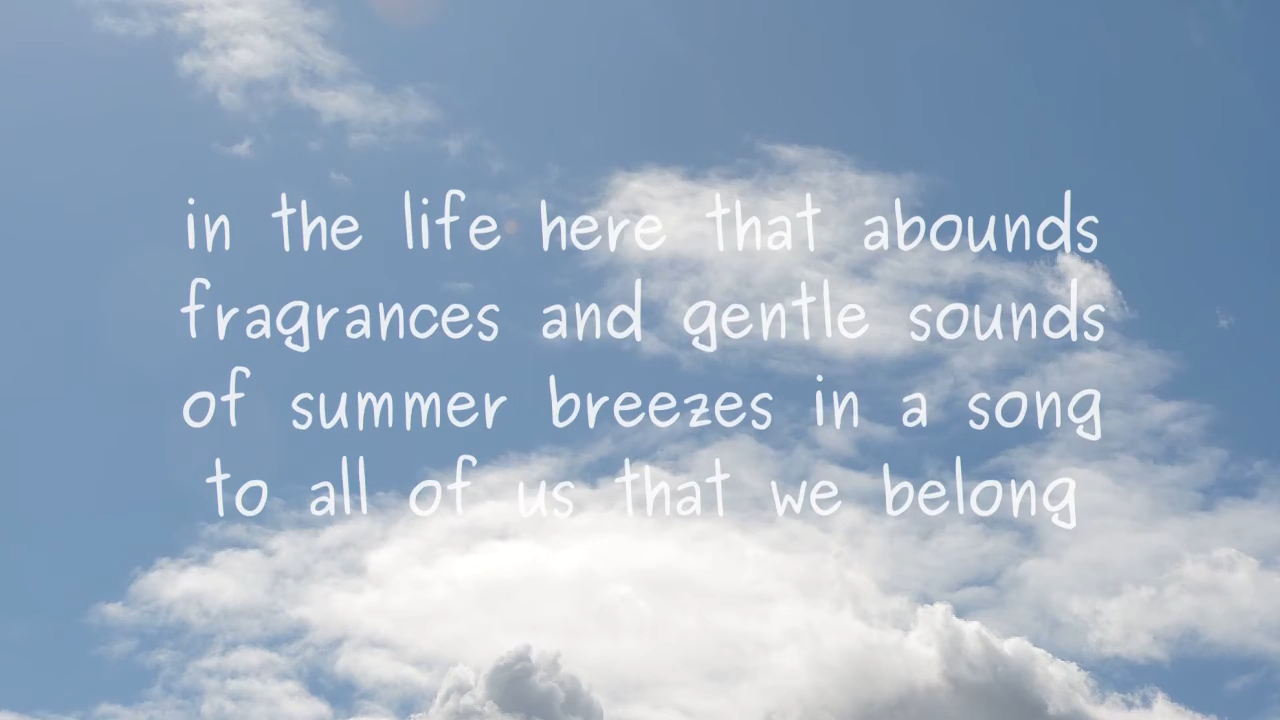 in the life here that abounds
fragrances and gentle sounds
of summer breezes in a song
to all of us that we belong